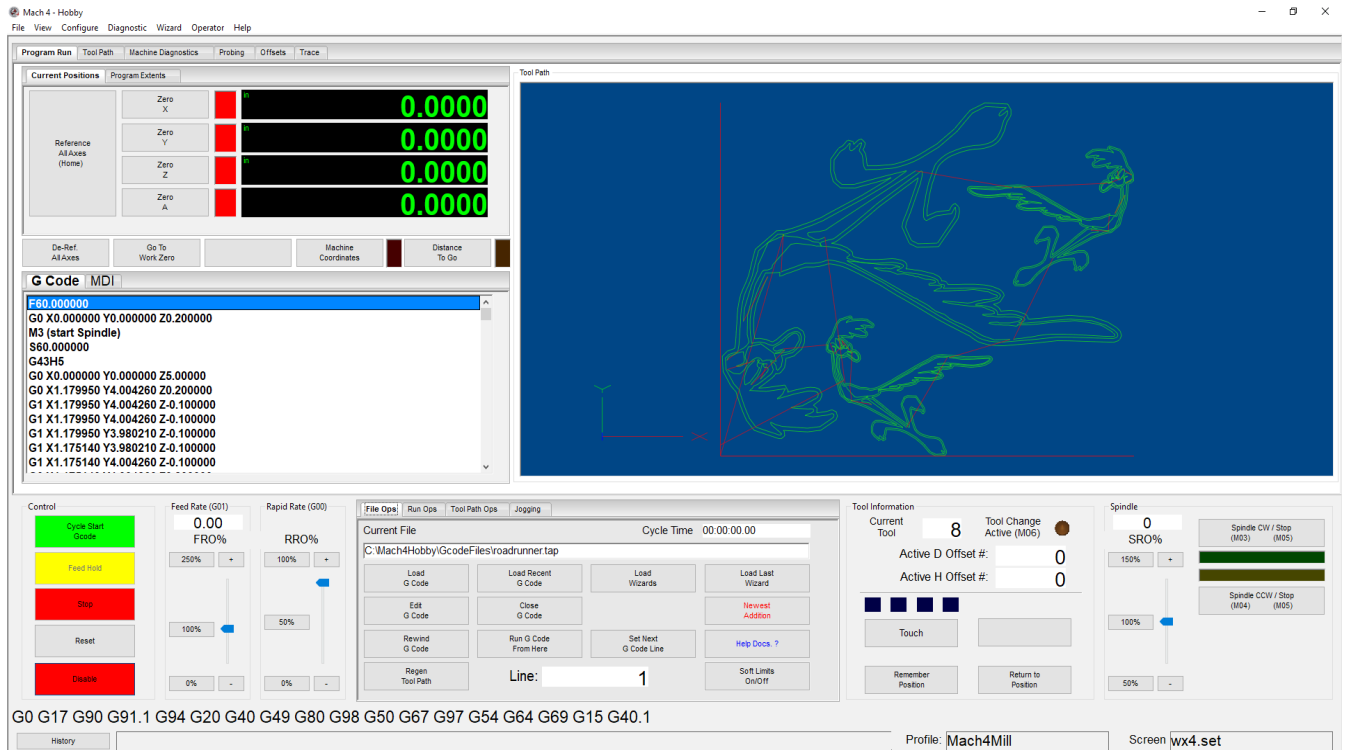 Mach 4 - Hobby
File View Configure Diagnostic Wizard Operator Help
Program Run Tool Path Machine Diagnostics Probing Offsets Trace
Current Positions Program Extents
Tool Path
Reference
All Axes
(Home)
Zero
X
in
0.0000
Zero
Y
in
0.0000
Zero
Z
in
0.0000
Zero
A
0.0000
De-Ref.
All Axes
Go To
Work Zero
Machine
Coordinates
Distance
To Go
G Code MDI
F60.000000
G0 X0.000000 Y0.000000 Z0.200000
M3 (start Spindle)
S60.000000
G43H5
G0 X0.000000 Y0.000000 Z5.00000
G0 X1.179950 Y4.004260 Z0.200000
G1 X1.179950 Y4.004260 Z-0.100000
G1 X1.179950 Y4.004260 Z-0.100000
G1 X1.179950 Y3.980210 Z-0.100000
G1 X1.175140 Y3.980210 Z-0.100000
G1 X1.175140 Y4.004260 Z-0.100000
Y
X
Control
Cycle Start
Gcode
Feed Hold
Stop
Reset
Disable
Feed Rate (G01)
0.00
FRO%
250% +
100%
0% -
Rapid Rate (G00)
RRO%
100% +
50%
0% -
File Ops Run Ops Tool Path Ops Jogging
Current File Cycle Time 00:00:00.00
C:\Mach4Hobby\GcodeFiles\roadrunner.tap
Load
G Code
Load Recent
G Code
Load
Wizards
Load Last
Wizard
Edit
G Code
Close
G Code
Newest
Addition
Rewind
G Code
Run G Code
From Here
Set Next
G Code Line
Help Docs. ?
Regen
Tool Path
Line: 1
Soft Limits
On/Off
Tool Information
Current
Tool
8
Tool Change
Active (M06)
Active D Offset #: 0
Active H Offset #: 0
Touch
Remember
Position
Return to
Position
Spindle
0
SRO%
150% +
100%
50% -
Spindle CW / Stop
(M03) (M05)
Spindle CCW / Stop
(M04) (M05)
G0 G17 G90 G91.1 G94 G20 G40 G49 G80 G98 G50 G67 G97 G54 G64 G69 G15 G40.1
History
Profile: Mach4Mill
Screen wx4.set